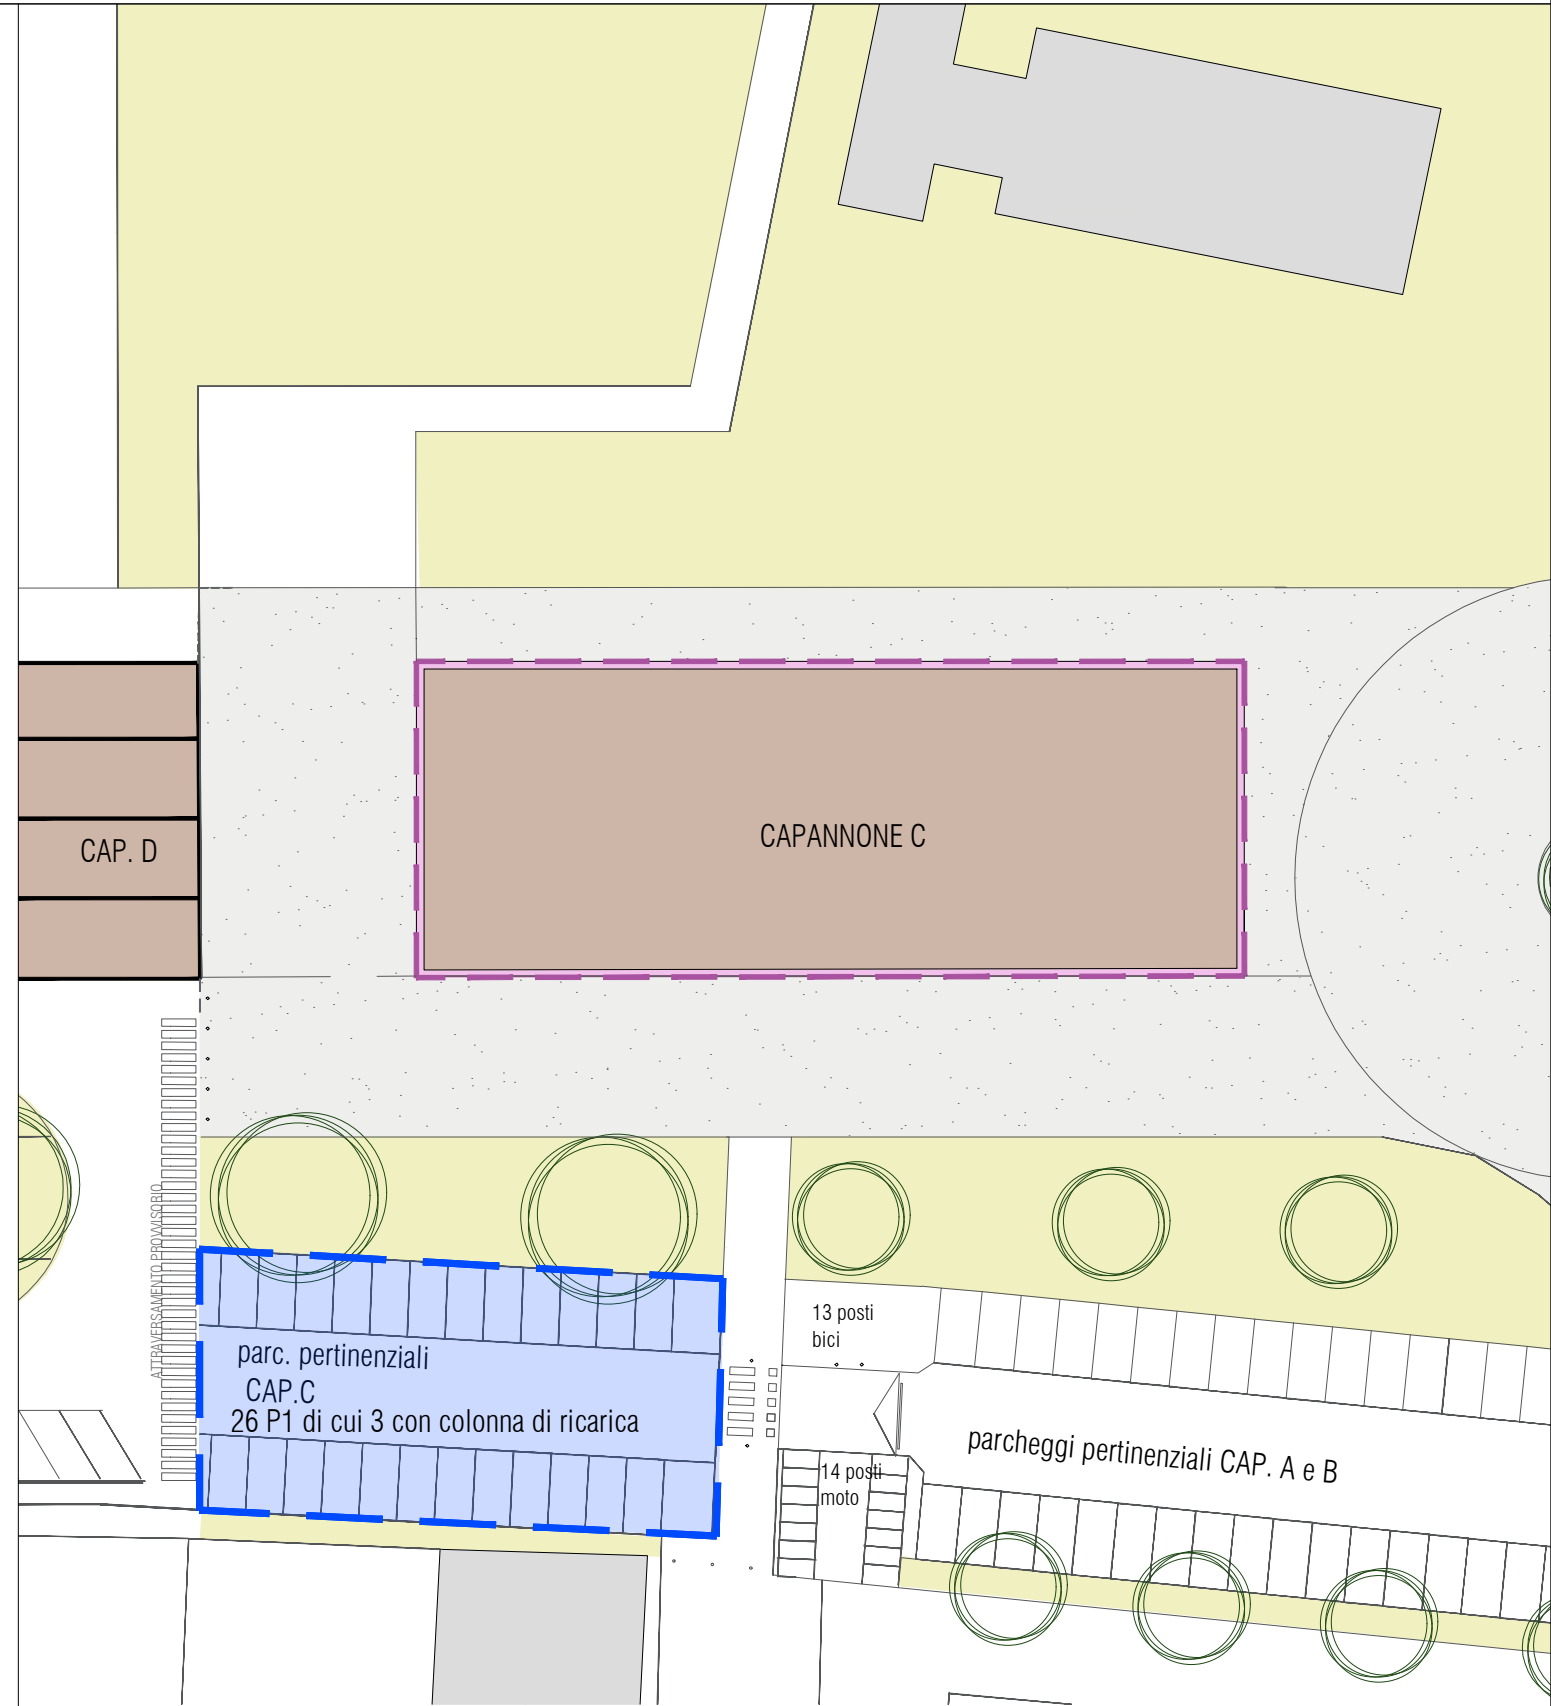 CAPANNONE C
CAP. D
ATTRAVERSAMENTO PROVVISORIO
13 posti
bici
parc. pertinenziali
CAP.C
26 P1 di cui 3 con colonna di ricarica
parcheggi pertinenziali CAP. A e B
14 posti
moto